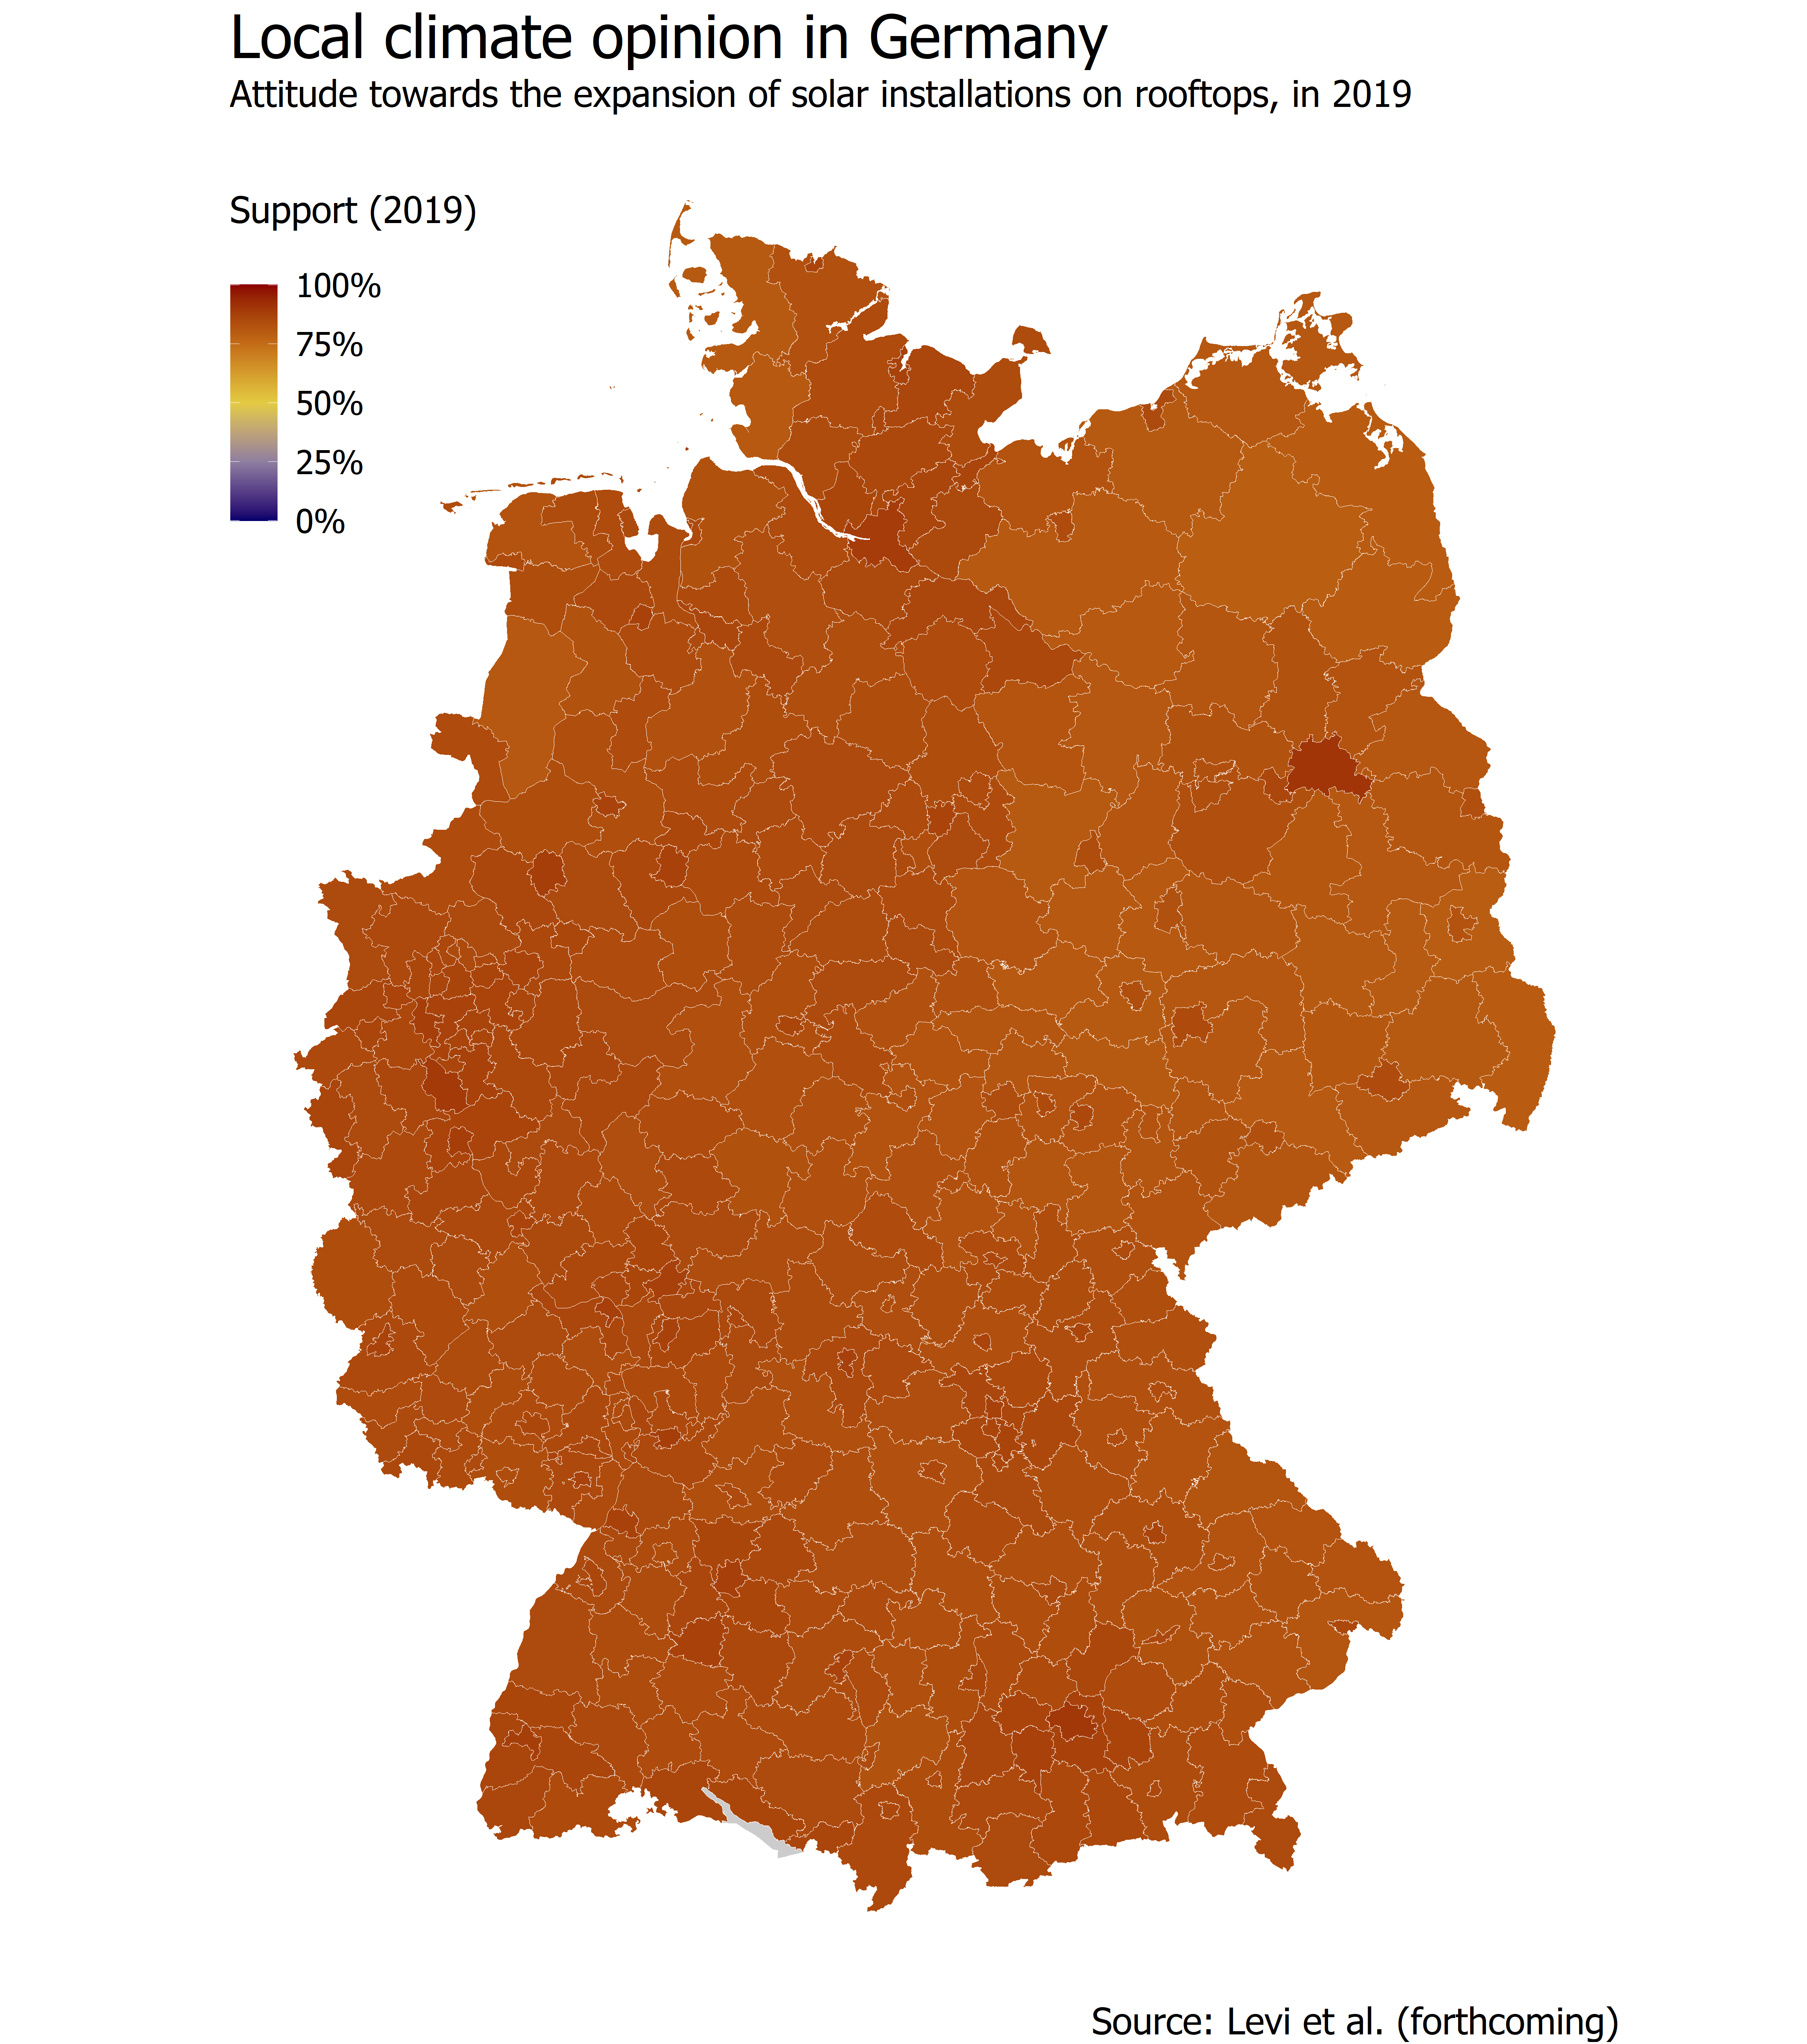 Local climate opinion in Germany
Attitude towards the expansion of solar installations on rooftops, in 2019
Support (2019)
100%
75%
50%
25%
0%
Source: Levi et al. (forthcoming)